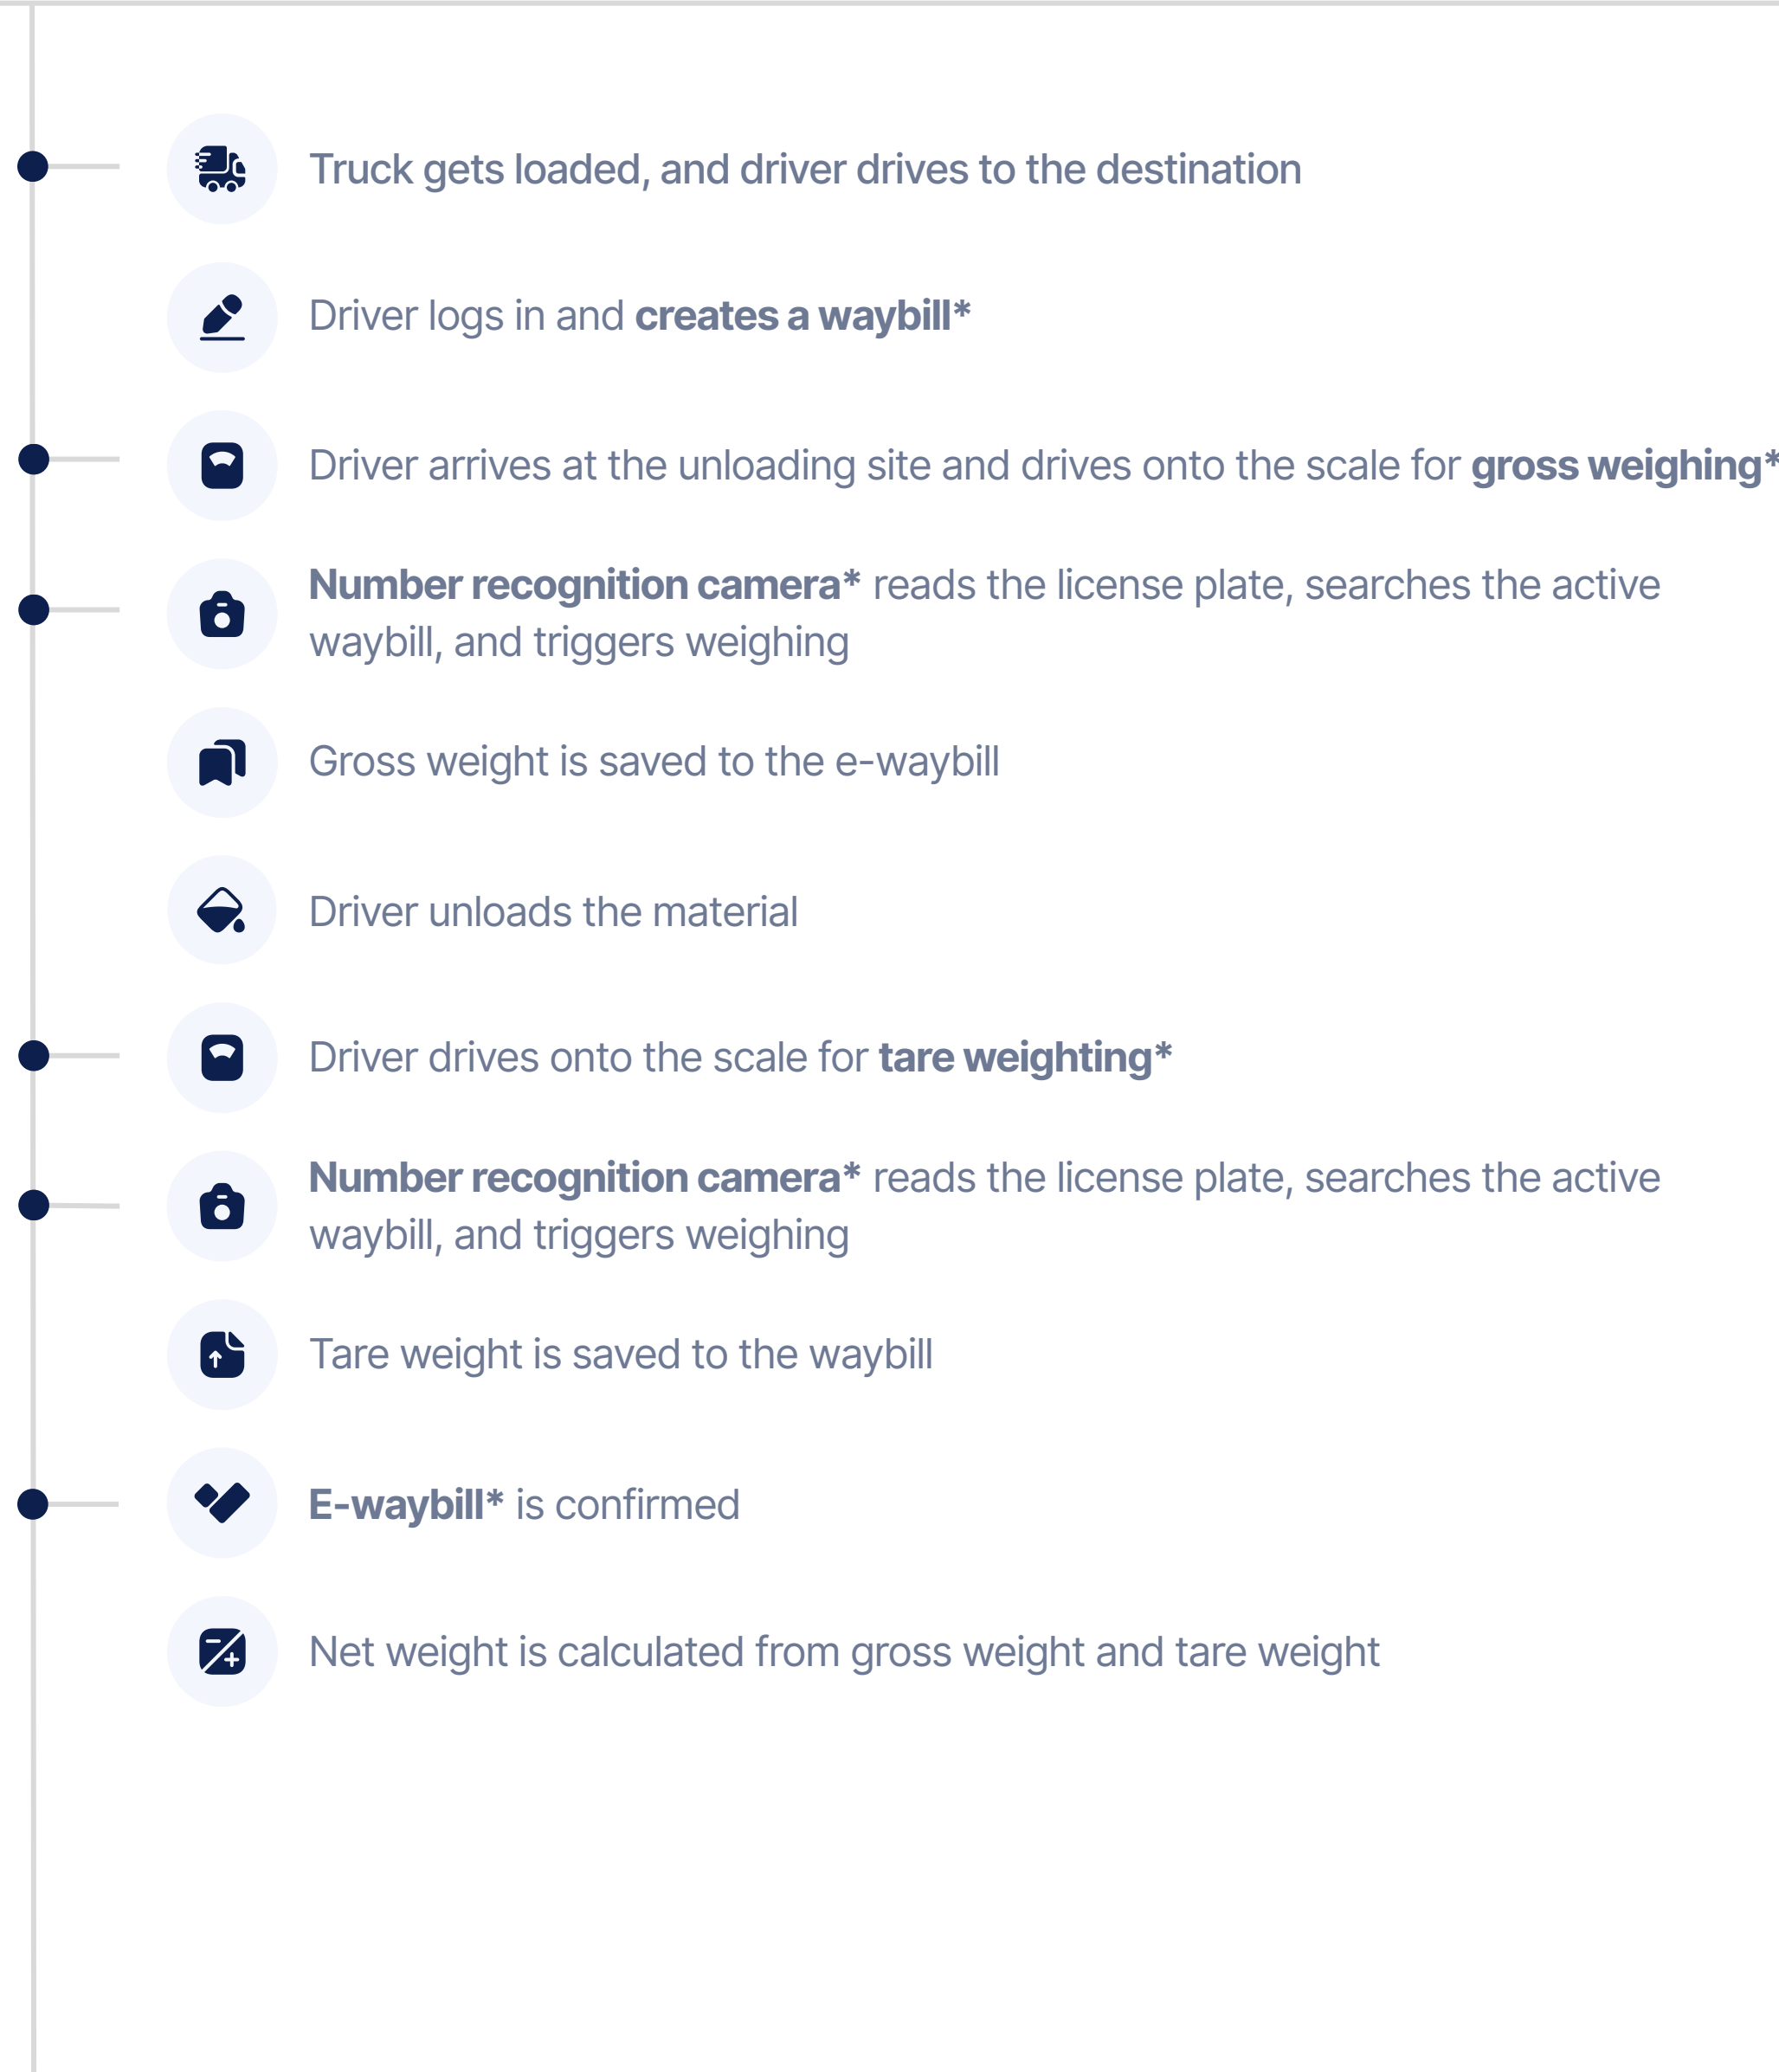 Truck gets loaded, and driver drives to the destination
Driver logs in and creates a waybill*
Driver arrives at the unloading site and drives onto the scale for gross weighing*
Number recognition camera* reads the license plate, searches the active
waybill, and triggers weighing
Gross weight is saved to the e-waybill
Driver unloads the material
Driver drives onto the scale for tare weighting*
Number recognition camera* reads the license plate, searches the active
waybill, and triggers weighing
Tare weight is saved to the waybill
E-waybill* is confirmed
Net weight is calculated from gross weight and tare weight